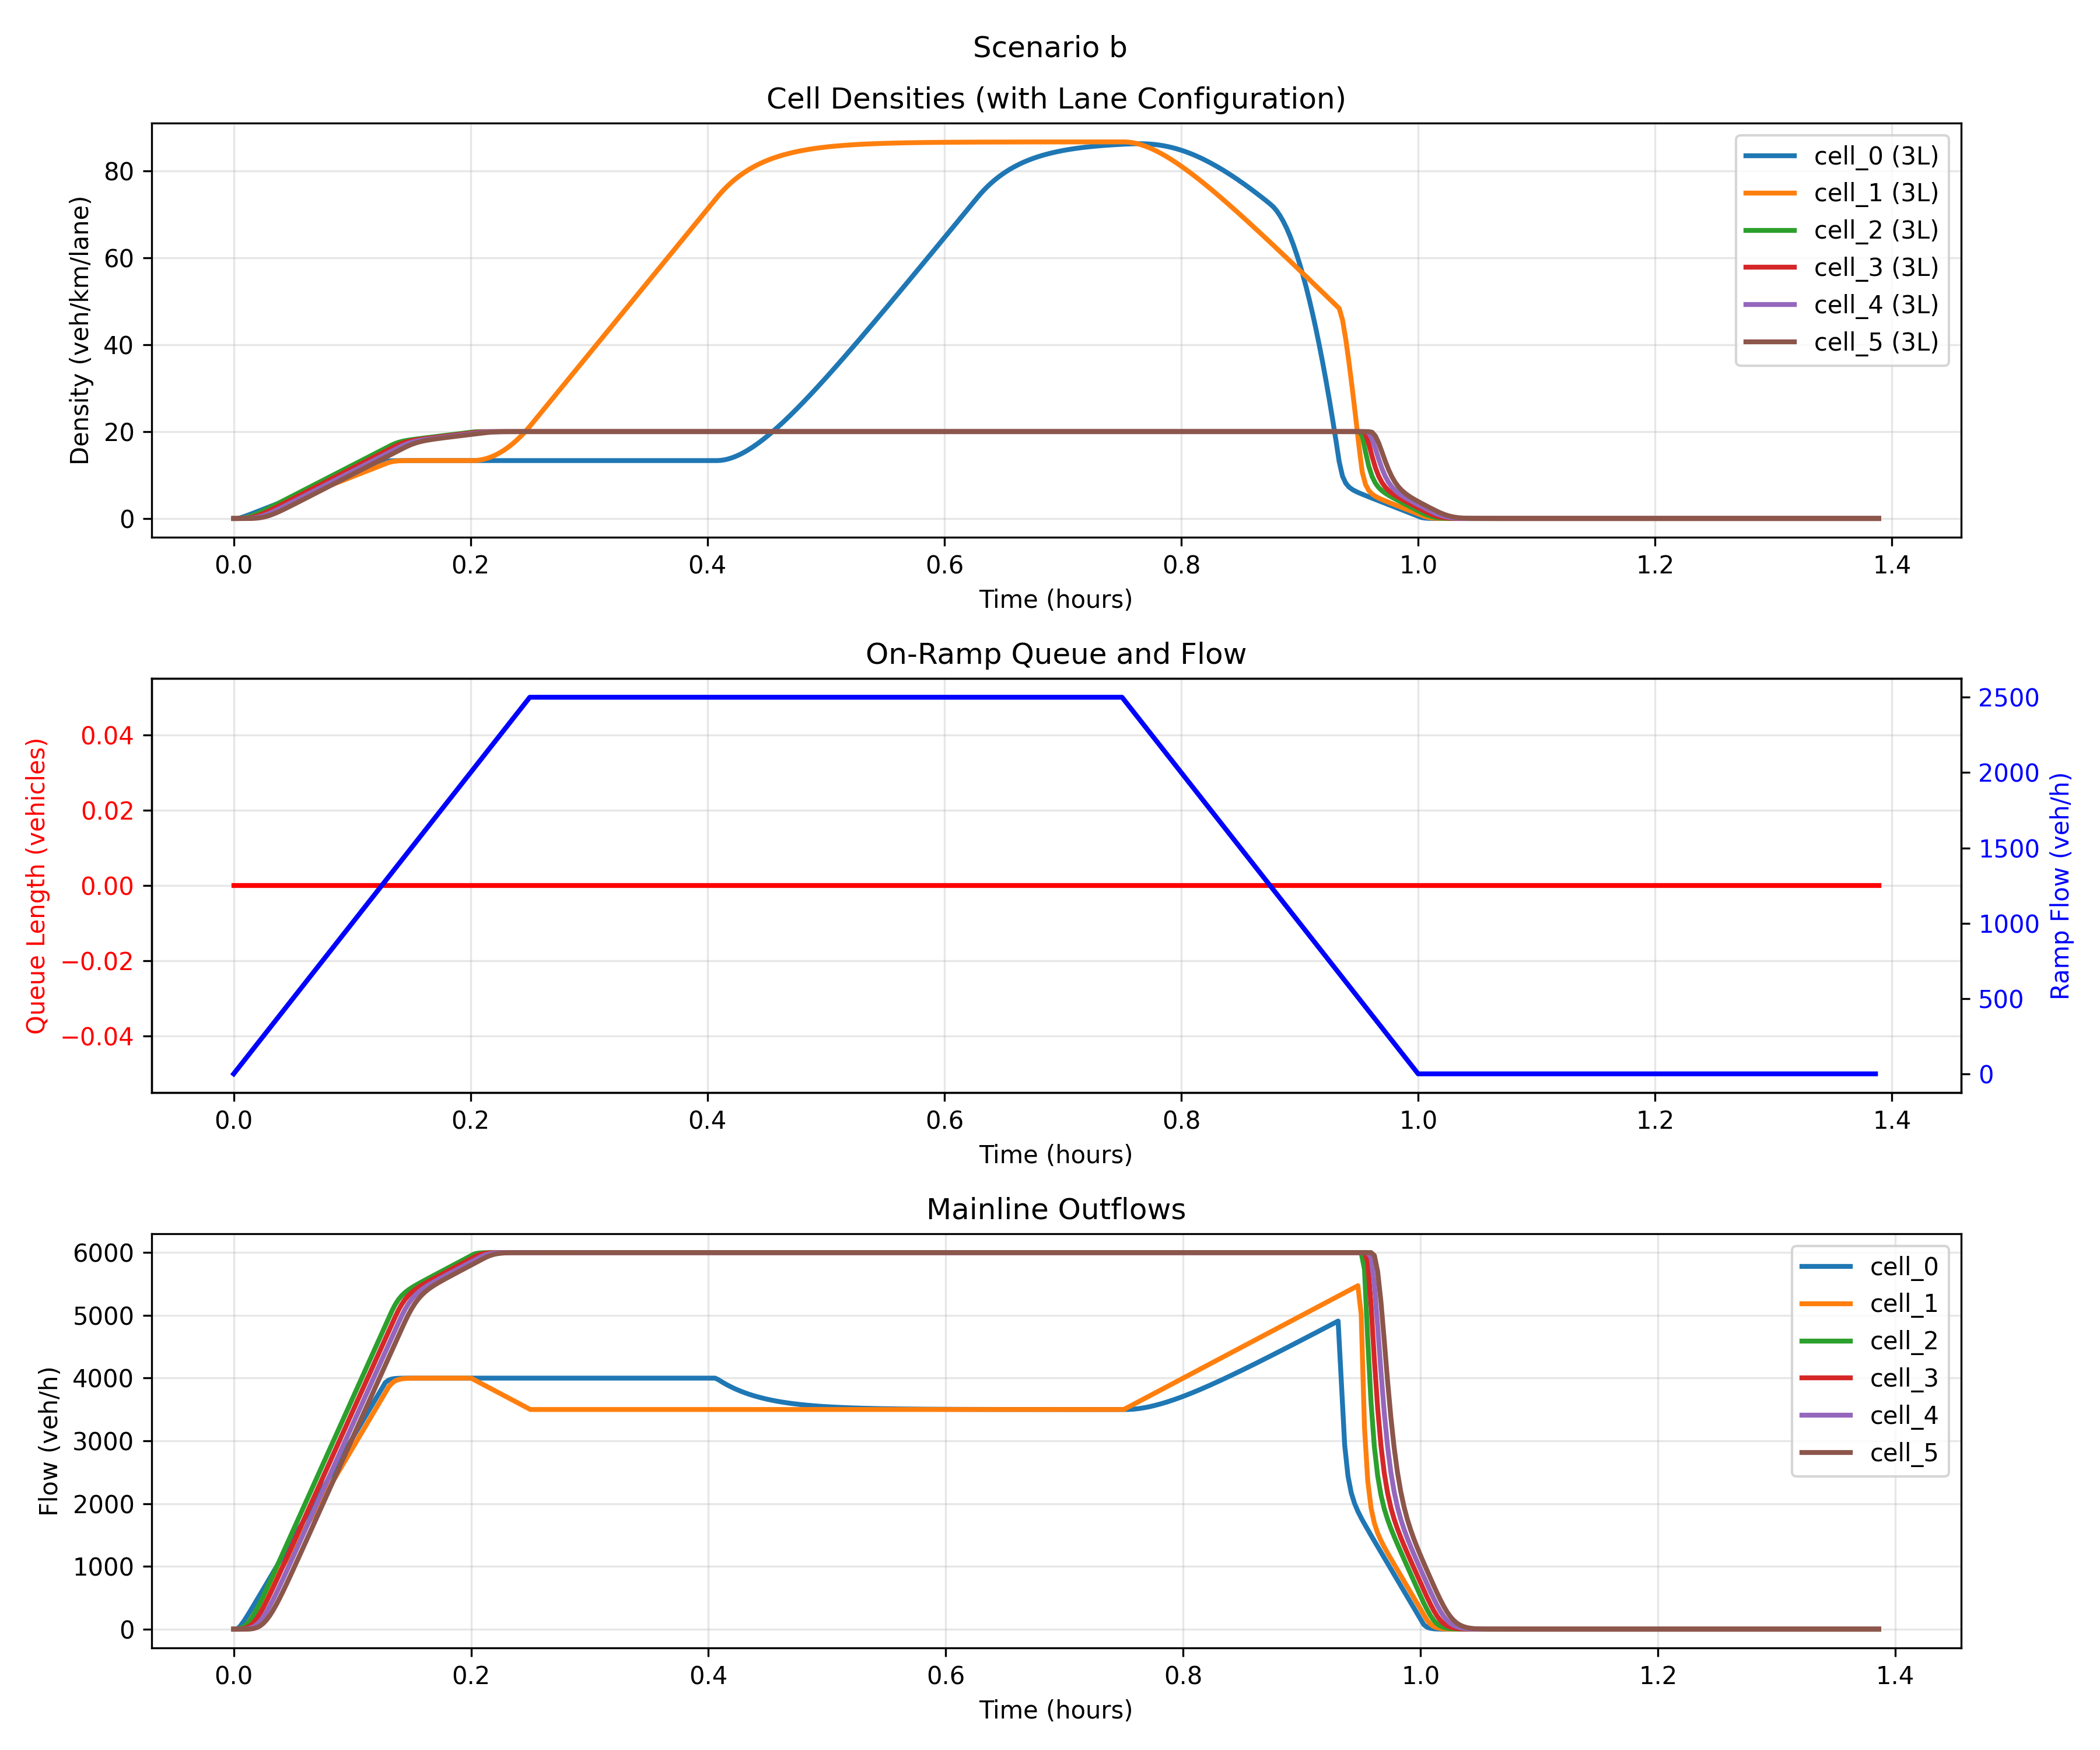 Scenario b
Cell Densities (with Lane Configuration)
Density (veh/km/lane)
80
60
40
20
0
cell_0 (3L)
cell_1 (3L)
cell_2 (3L)
cell_3 (3L)
cell_4 (3L)
cell_5 (3L)
0.0 0.2 0.4 0.6 0.8 1.0 1.2 1.4
Time (hours)
On-Ramp Queue and Flow
Queue Length (vehicles)
0.04
0.02
0.00
−0.02
−0.04
2500
2000
1500
1000
500
0
Ramp Flow (veh/h)
0.0 0.2 0.4 0.6 0.8 1.0 1.2 1.4
Time (hours)
Mainline Outflows
Flow (veh/h)
6000
5000
4000
3000
2000
1000
0
cell_0
cell_1
cell_2
cell_3
cell_4
cell_5
0.0 0.2 0.4 0.6 0.8 1.0 1.2 1.4
Time (hours)